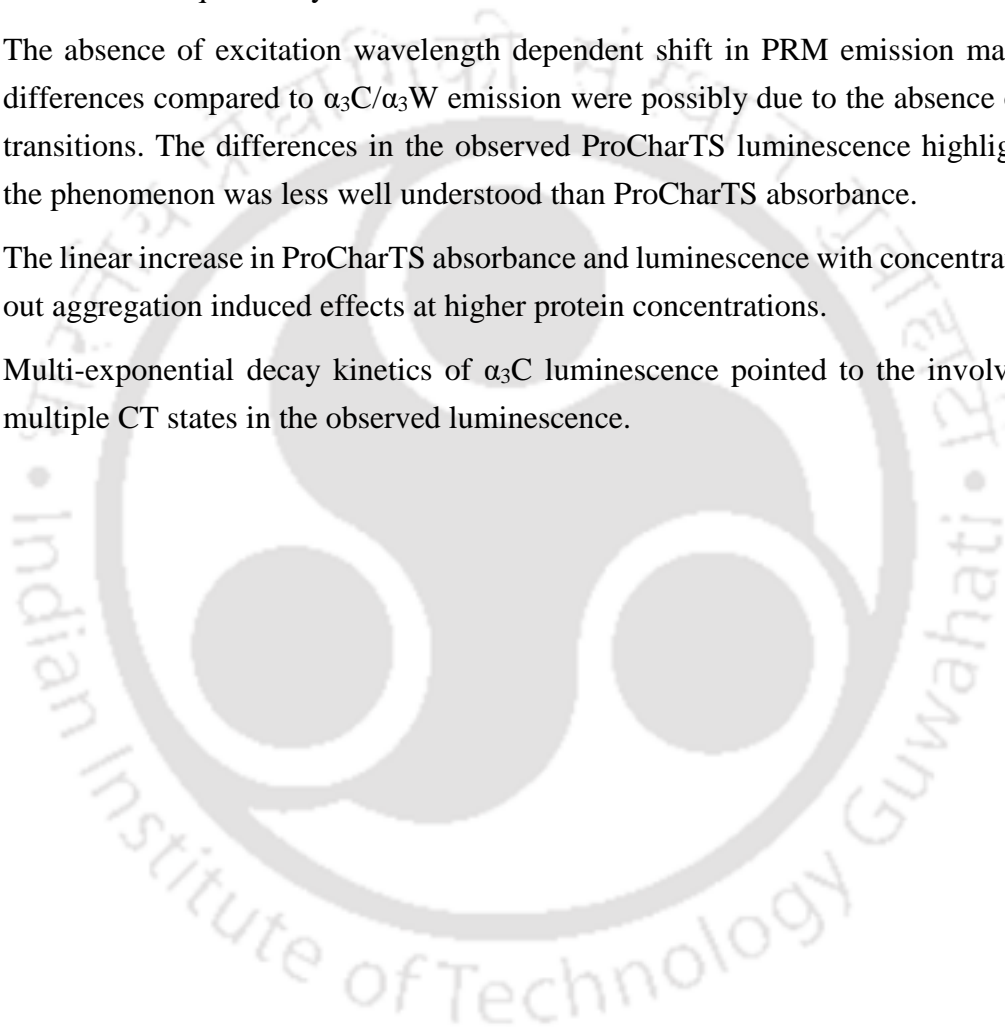 The absence of excitation wavelength dependent shift in PRM emission
differences compared to α₃C/α₃W emission were possibly due to the absence
transitions. The differences in the observed ProCharTS luminescence
the phenomenon was less well understood than ProCharTS absorbance.
The linear increase in ProCharTS absorbance and luminescence with
out aggregation induced effects at higher protein concentrations.
Multi-exponential decay kinetics of α₃C luminescence pointed to the
multiple CT states in the observed luminescence.
Indian Institute of Technology Guwahati